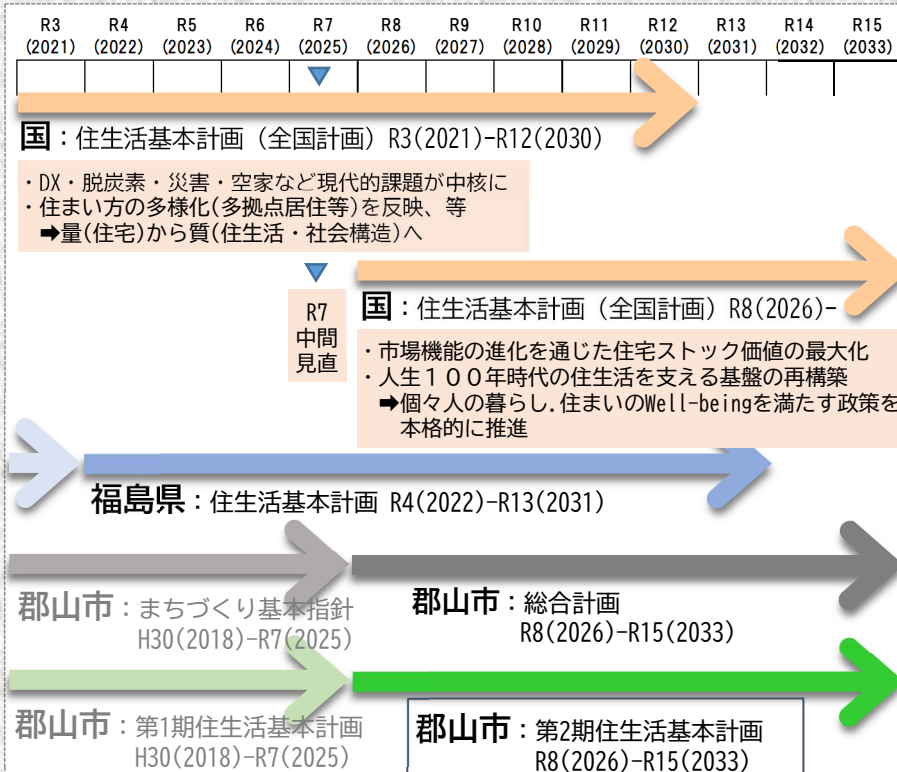 R3 R4 R5 R6 R7 R8 R9 R10 R11 R12 R13 R14 R15
(2021) (2022) (2023) (2024) (2025) (2026) (2027) (2028) (2029) (2030) (2031) (2032) (2033)
国：住生活基本計画（全国計画）R3(2021)-R12(2030)
・DX・脱炭素・災害・空家など現代的課題が中核に
・住まい方の多様化(多拠点居住等)を反映、等
➡量(住宅)から質(住生活・社会構造)へ
R7
中間
見直
国：住生活基本計画（全国計画）R8(2026)-
・市場機能の進化を通じた住宅ストック価値の最大化
・人生１００年時代の住生活を支える基盤の再構築
➡個々人の暮らし.住まいのWell-beingを満たす政策を
本格的に推進
福島県：住生活基本計画 R4(2022)-R13(2031)
郡山市：まちづくり基本指針
H30(2018)-R7(2025)
郡山市：総合計画
R8(2026)-R15(2033)
郡山市：第1期住生活基本計画
H30(2018)-R7(2025)
郡山市：第2期住生活基本計画
R8(2026)-R15(2033)